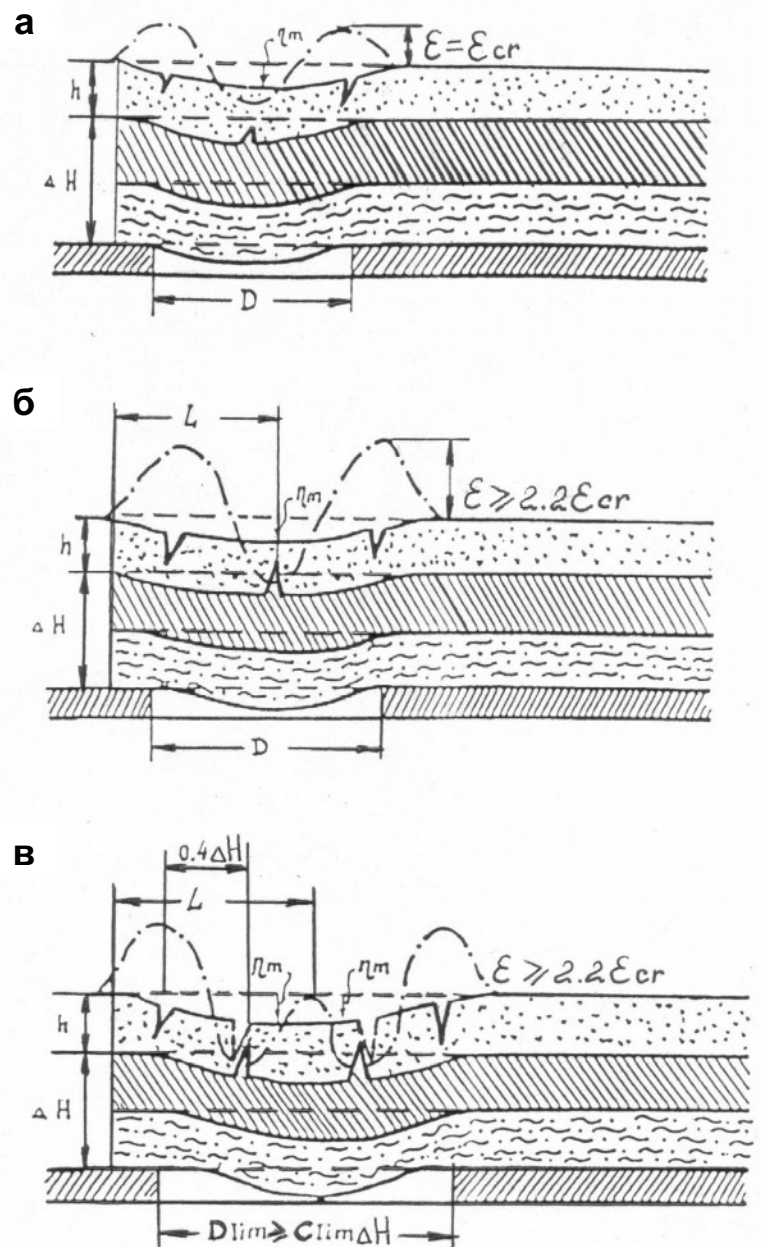 а
ηm
ε = εcr
h
ΔH
D
б
L
ηm
ε ⩾ 2.2εcr
h
ΔH
D
в
0.4ΔH
L
ηm ηm
ε ⩾ 2.2εcr
h
ΔH
Dlim ⩾ ClimΔH